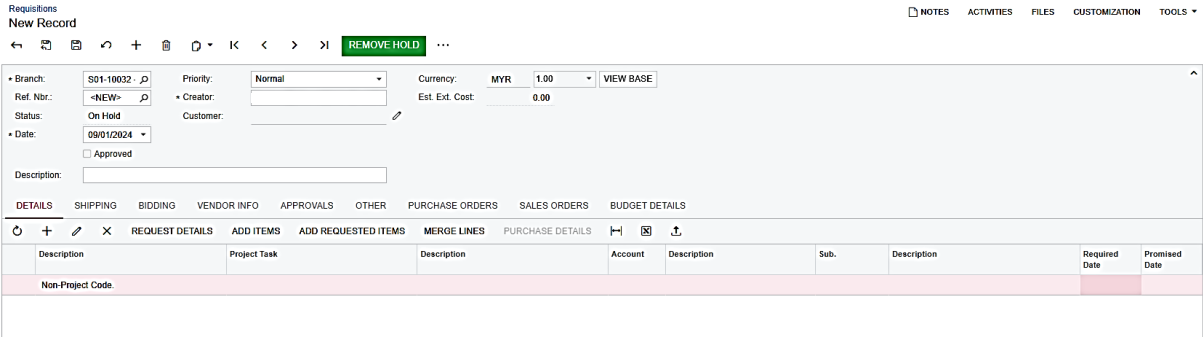 Requisitions
New Record
NOTES ACTIVITIES FILES CUSTOMIZATION TOOLS
REMOVE HOLD
* Branch: S01-10032 - Priority: Normal Currency: MYR 1.00 VIEW BASE
Ref. Nbr.: <NEW> * Creator: Est. Ext. Cost: 0.00
Status: On Hold Customer:
* Date: 09/01/2024
Approved
Description:
DETAILS SHIPPING BIDDING VENDOR INFO APPROVALS OTHER PURCHASE ORDERS SALES ORDERS BUDGET DETAILS
REQUEST DETAILS ADD ITEMS ADD REQUESTED ITEMS MERGE LINES PURCHASE DETAILS
Description Project Task Description Account Description Sub. Description Required Date Promised Date
Non-Project Code.